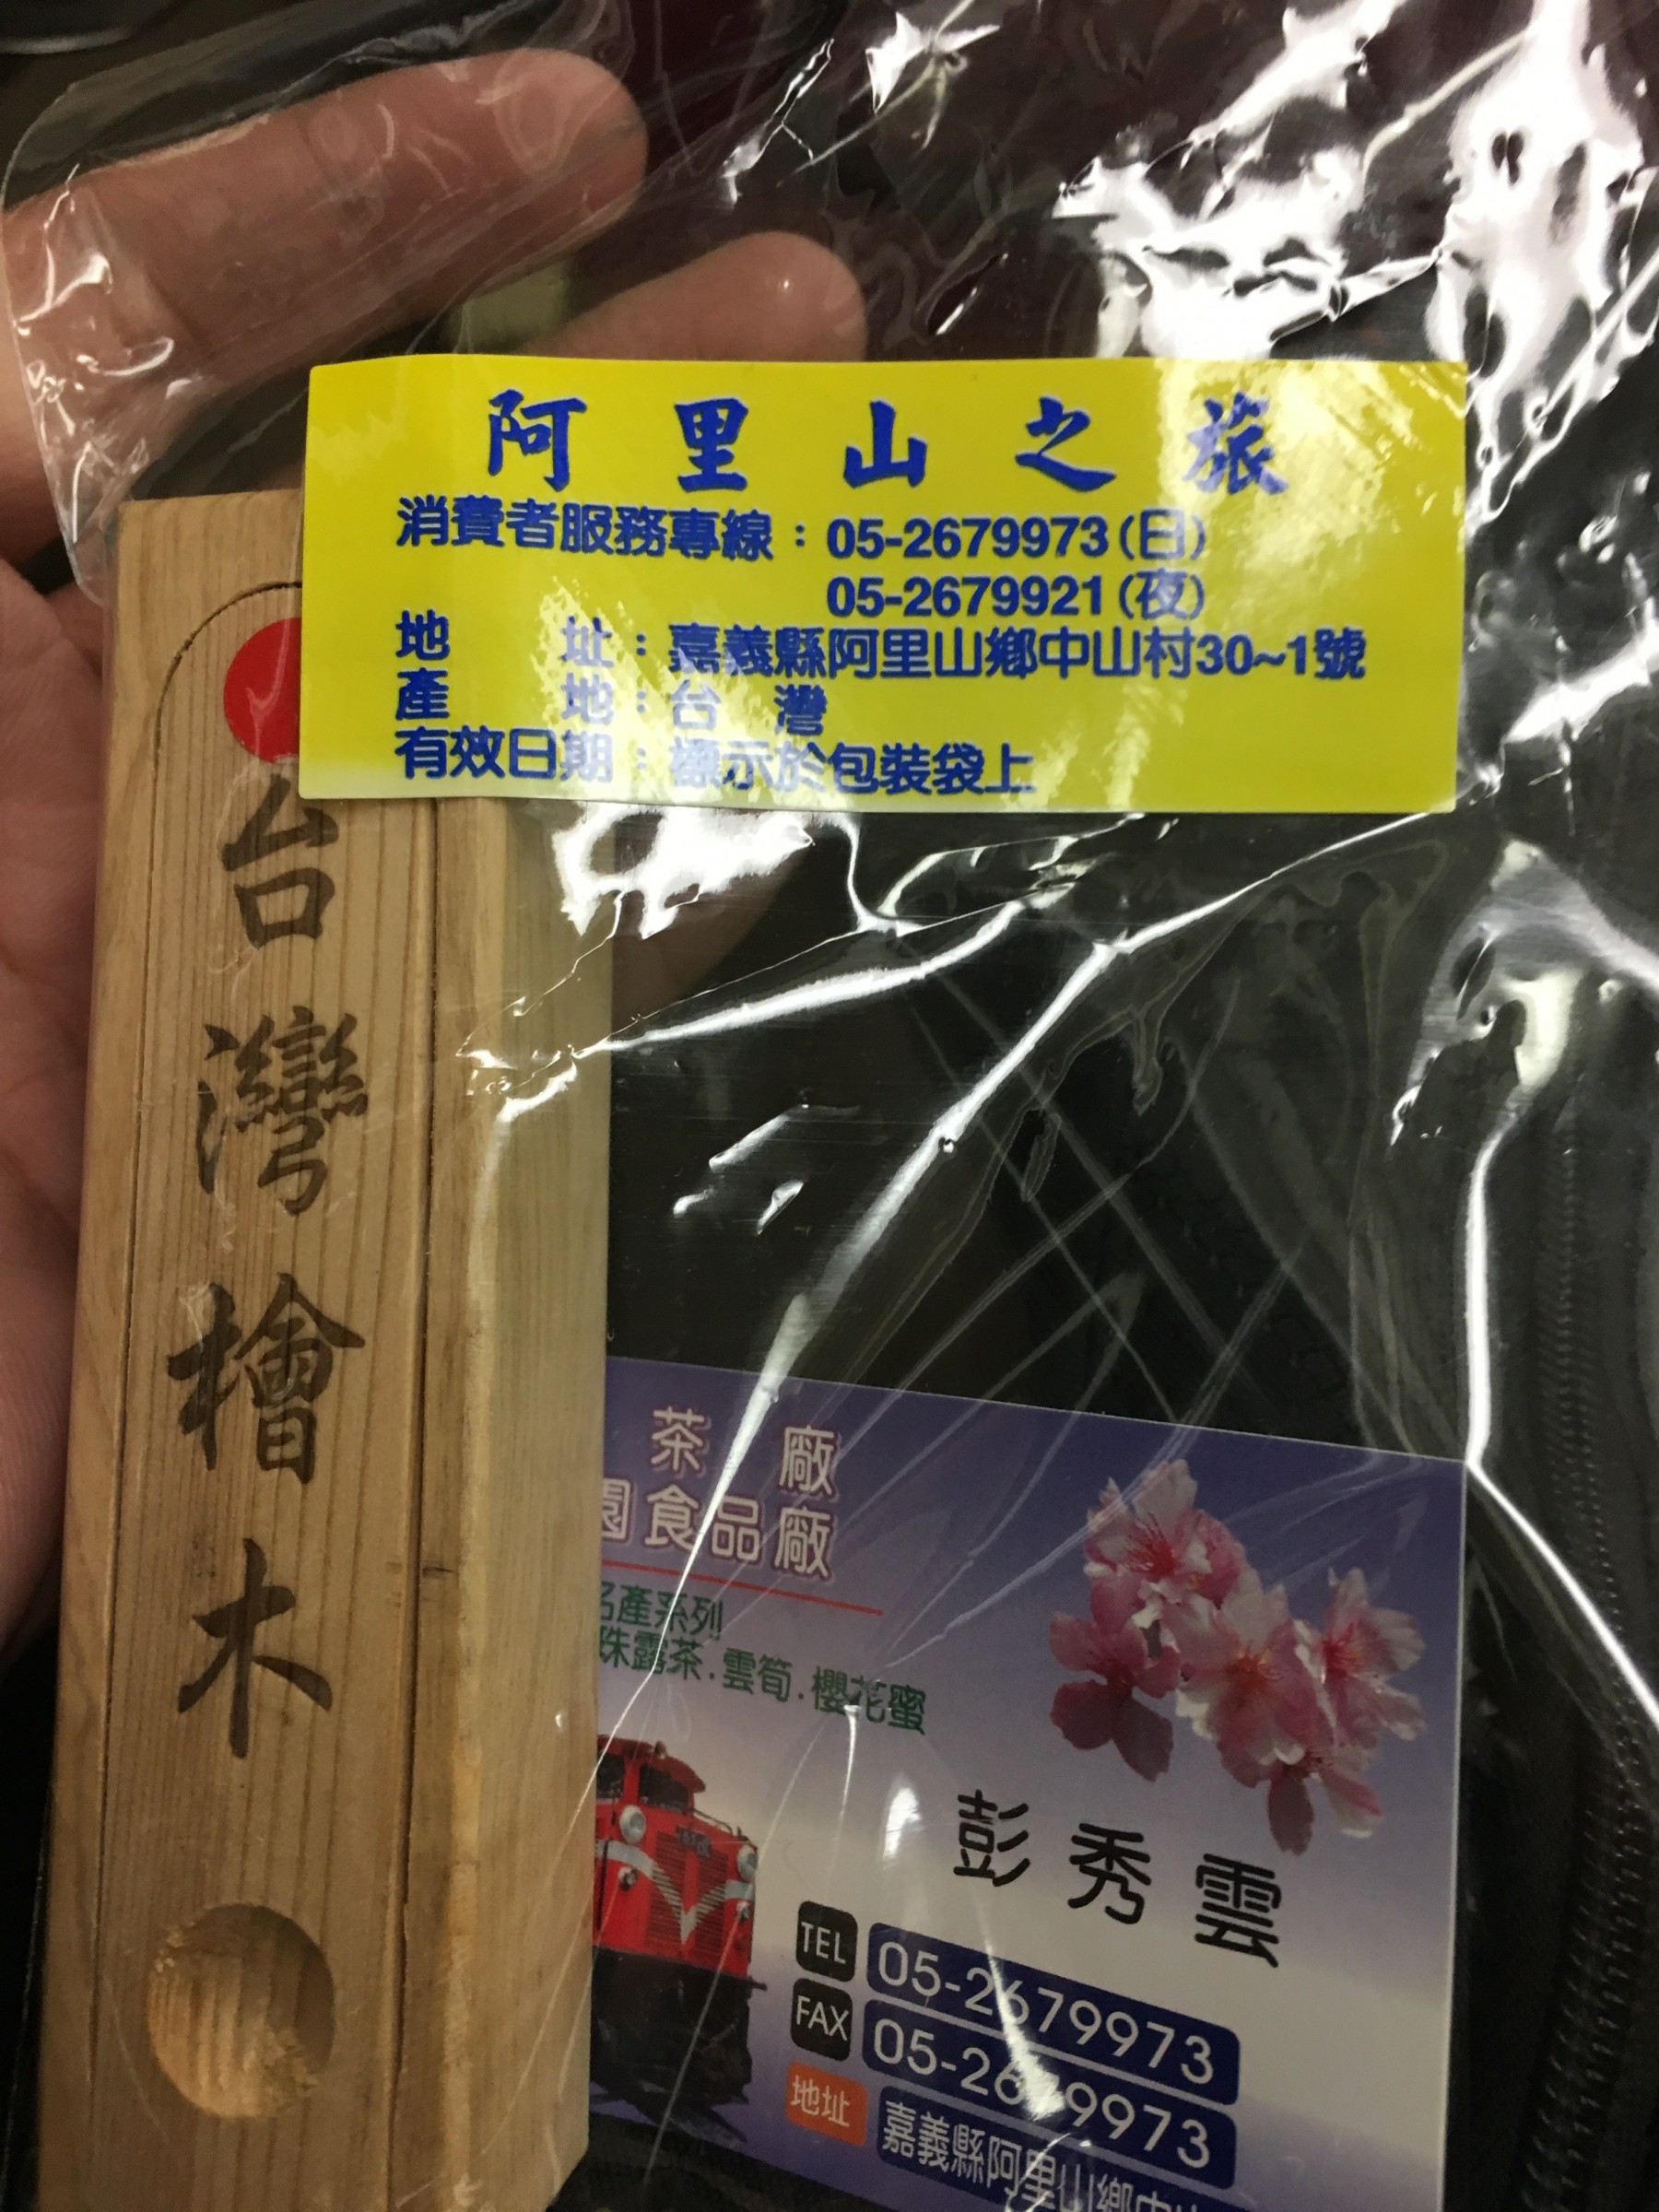 阿里山之旅
消費者服務專線：05-2679973(日)
05-2679921(夜)
地　　址：嘉義縣阿里山鄉中山村30~1號
產　　地：台　灣
有效日期：標示於包裝袋上
台灣檜木
茶　廠
園食品廠
名產系列
珠露茶.雲筍.櫻花蜜
彭秀雲
TEL 05-2679973
FAX 05-2679973
地址 嘉義縣阿里山鄉中山